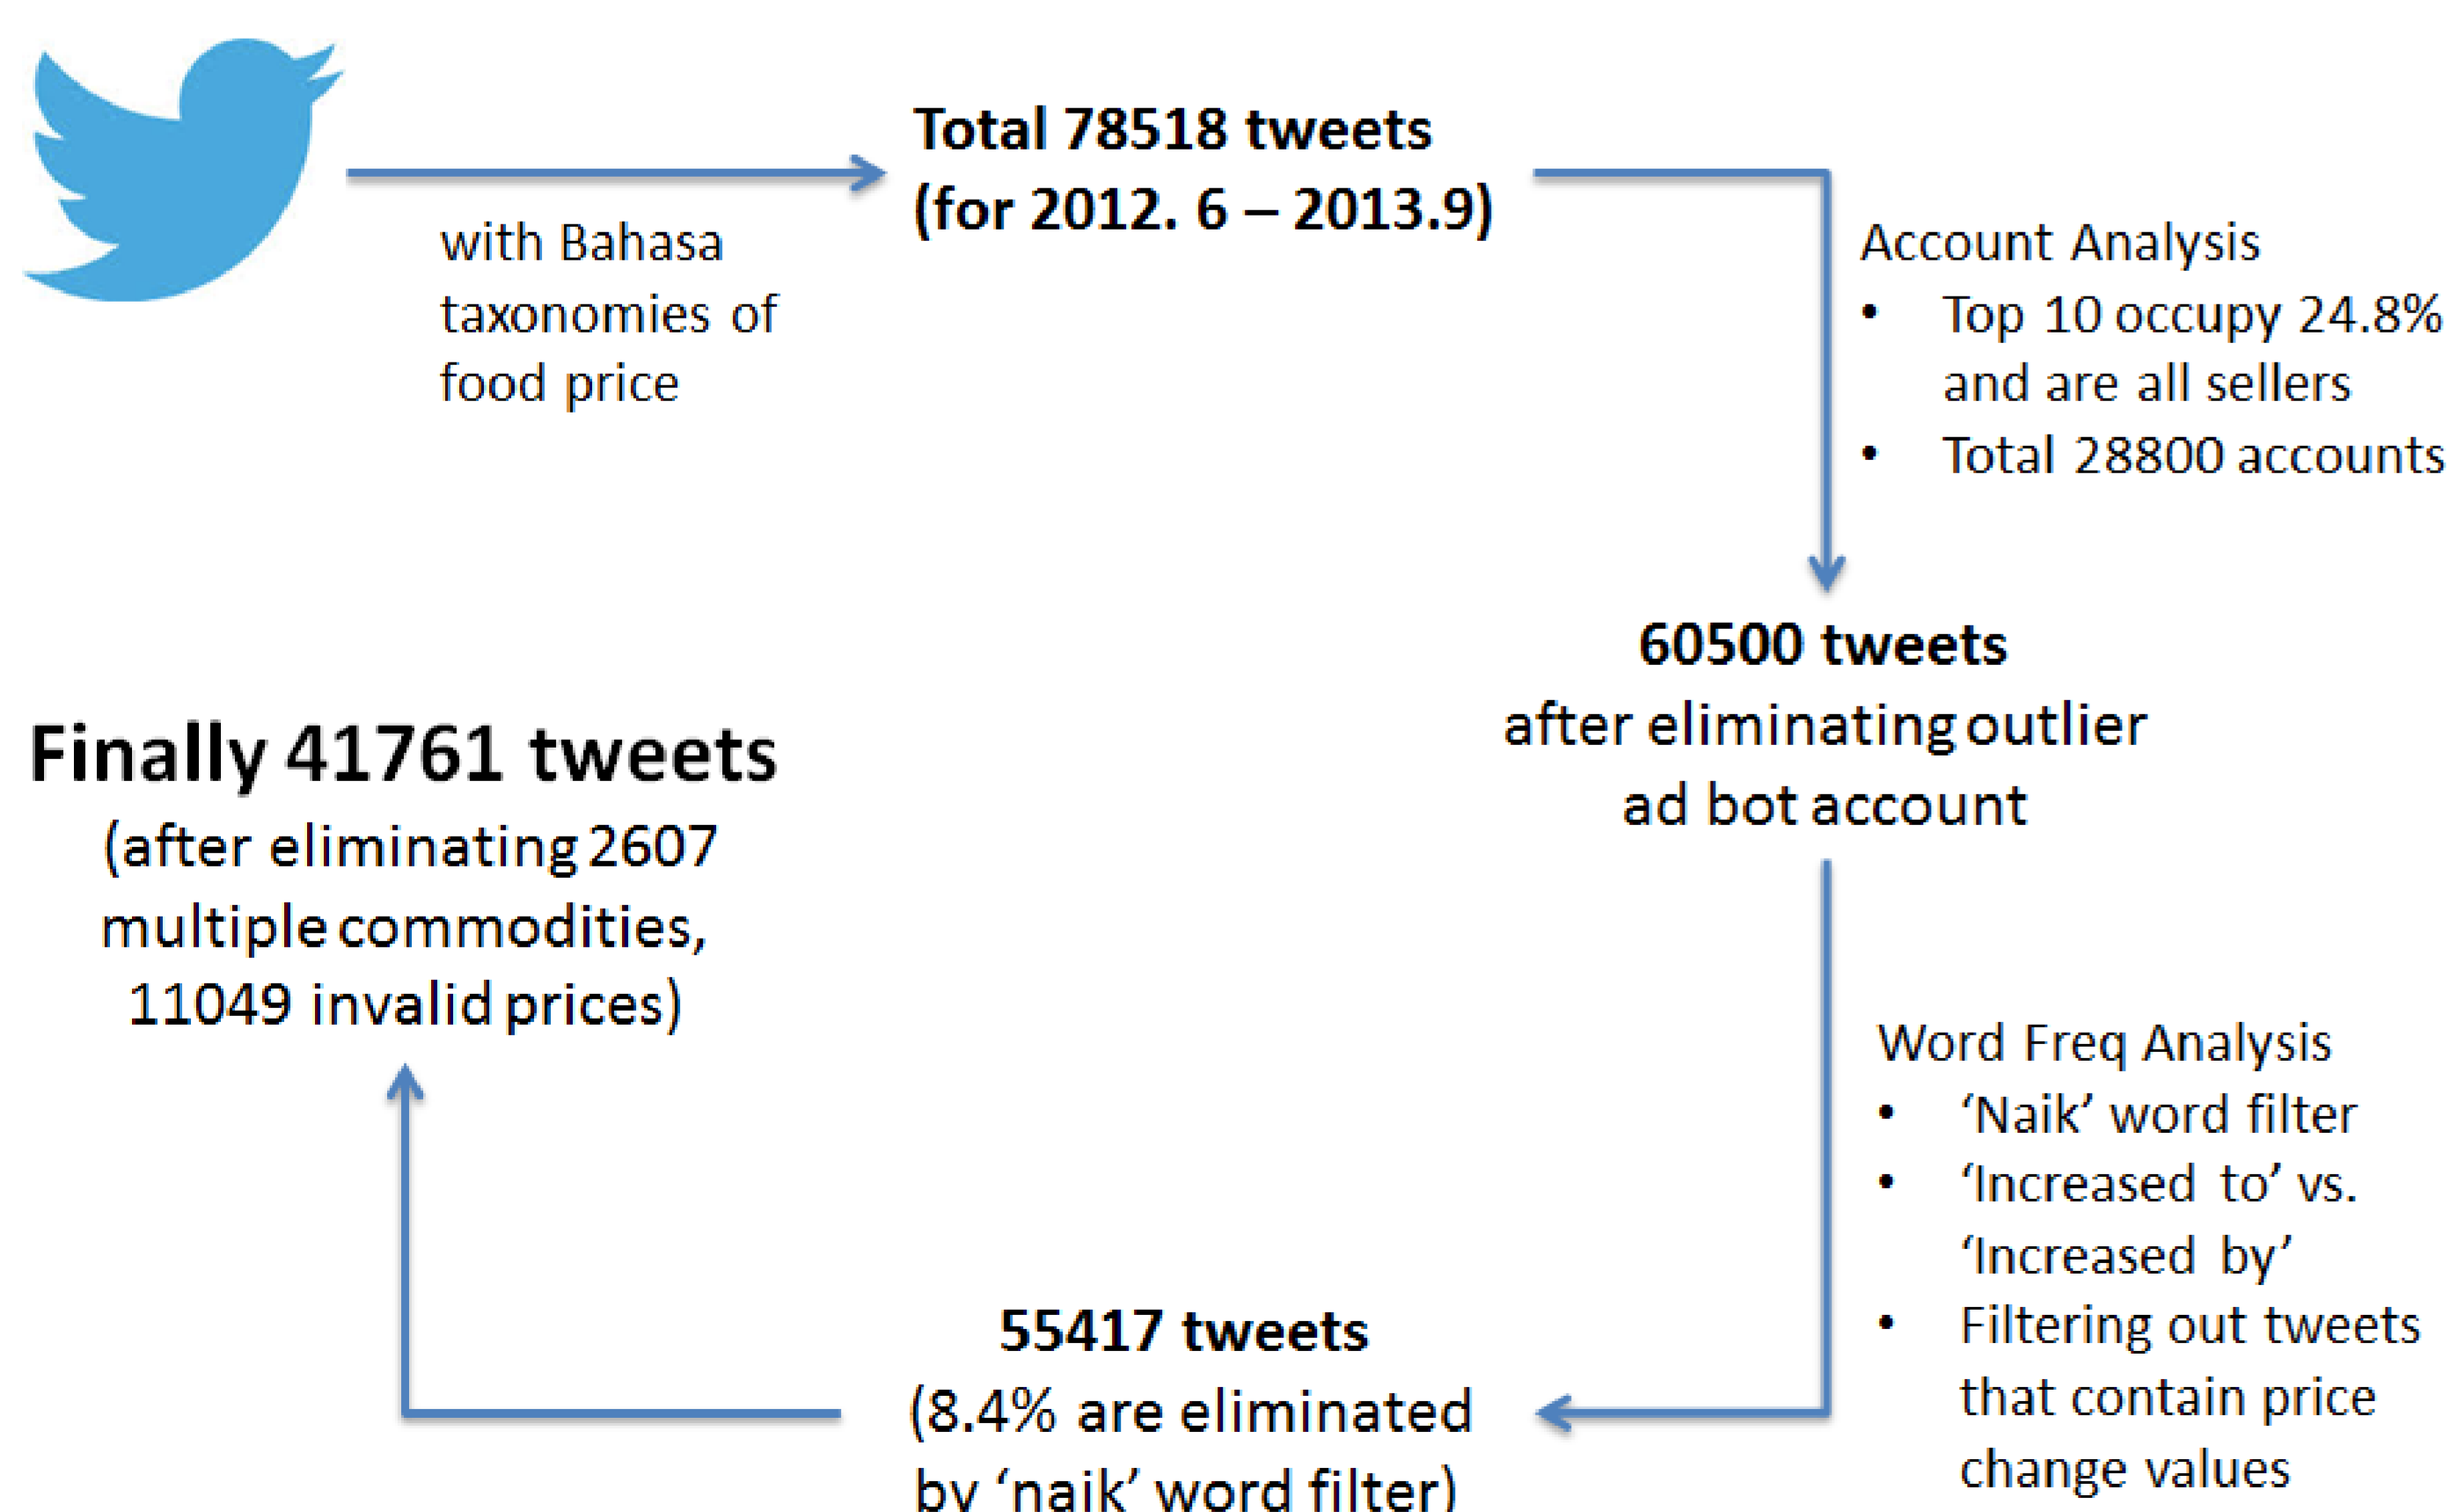 Total 78518 tweets
(for 2012. 6 – 2013.9)
with Bahasa
taxonomies of
food price
Account Analysis
• Top 10 occupy 24.8%
and are all sellers
• Total 28800 accounts
60500 tweets
after eliminating outlier
ad bot account
Word Freq Analysis
• ‘Naik’ word filter
• ‘Increased to’ vs.
‘Increased by’
• Filtering out tweets
that contain price
change values
55417 tweets
(8.4% are eliminated
by ‘naik’ word filter)
Finally 41761 tweets
(after eliminating 2607
multiple commodities,
11049 invalid prices)